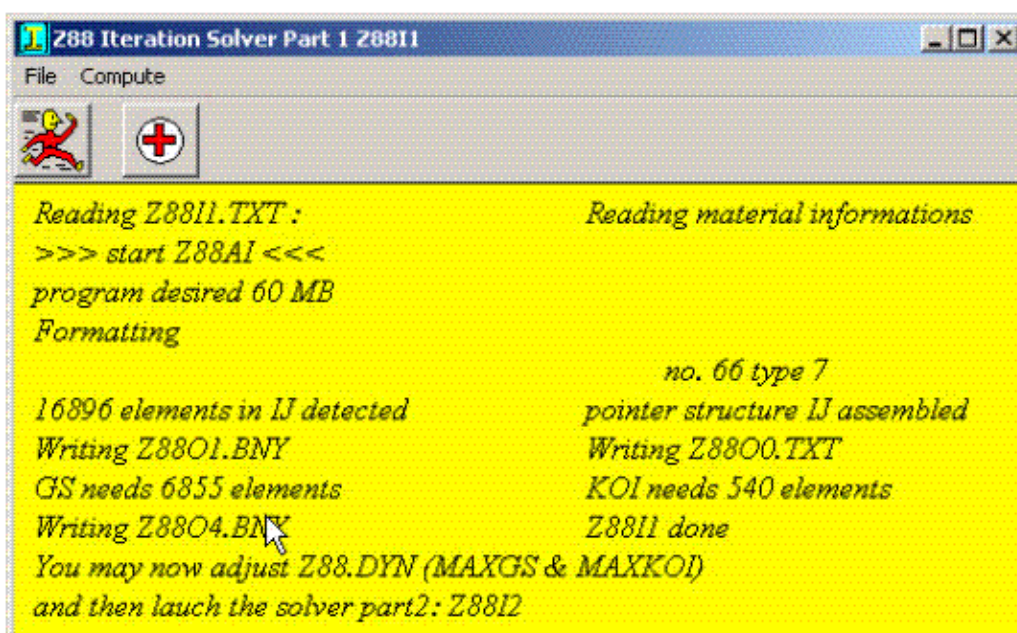 Z88 Iteration Solver Part 1 Z88I1
File Compute
Reading Z88I1.TXT : Reading material informations
>>> start Z88AI <<<
program desired 60 MB
Formatting
no. 66 type 7
16896 elements in IJ detected pointer structure IJ assembled
Writing Z88O1.BNY Writing Z88O0.TXT
GS needs 6855 elements KOI needs 540 elements
Writing Z88O4.BNY Z88I1 done
You may now adjust Z88.DYN (MAXGS & MAXKOI)
and then lauch the solver part2: Z88I2